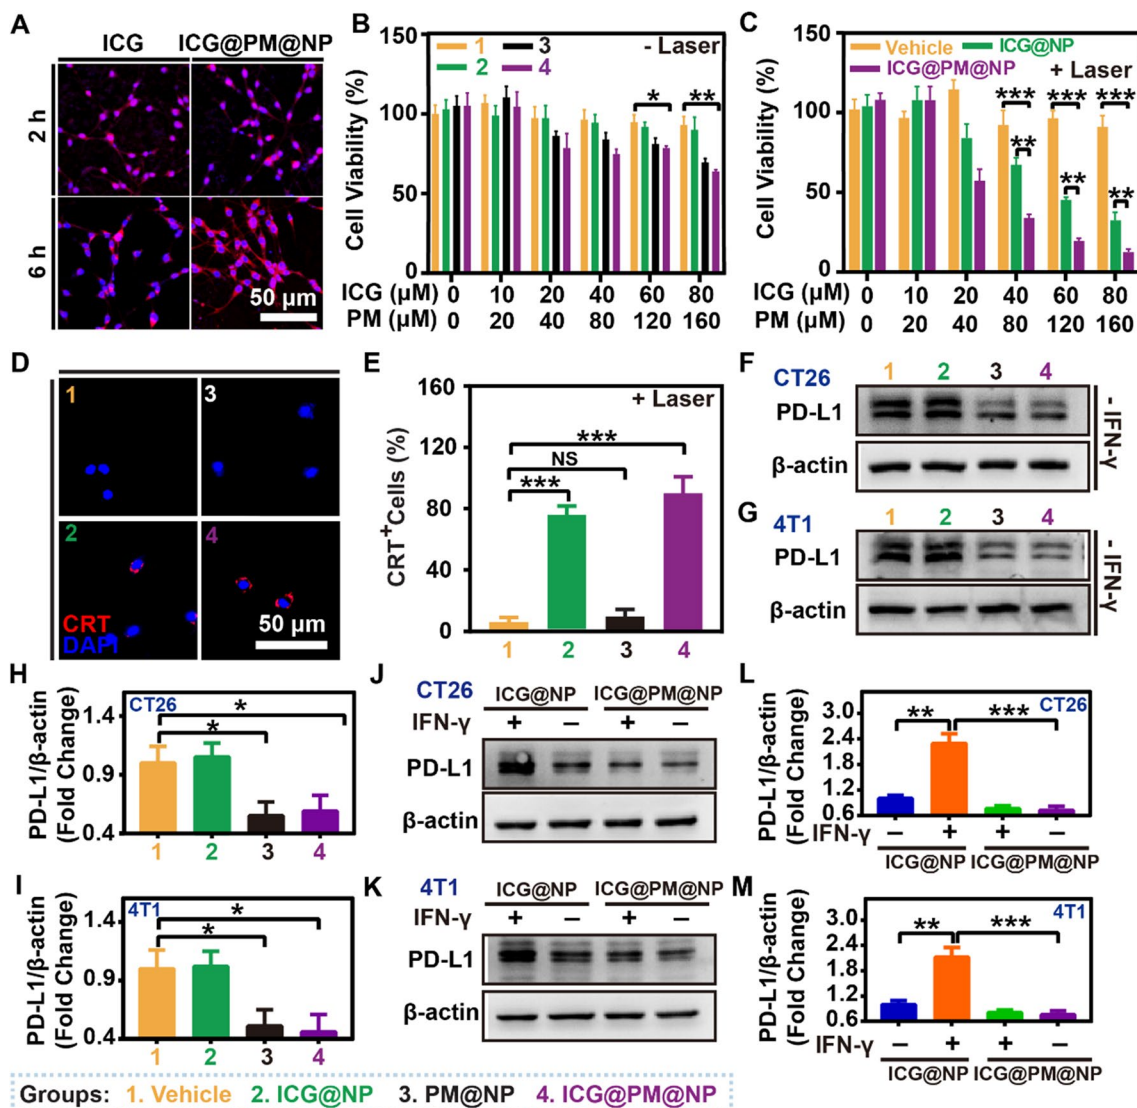 A
ICG
ICG@PM@NP
2 h
6 h
50 μm
B
Cell Viability (%)
150
100
50
0
1
3
2
4
- Laser
*
**
ICG (μM) 0 10 20 40 60 80
PM (μM) 0 20 40 80 120 160
C
Cell Viability (%)
150
100
50
0
Vehicle
ICG@NP
ICG@PM@NP
+ Laser
*** *** ***
**
**
**
ICG (μM) 0 10 20 40 60 80
PM (μM) 0 20 40 80 120 160
D
1
3
2
4
CRT
DAPI
50 μm
E
CRT+Cells (%)
160
120
80
40
0
+ Laser
***
NS
***
1 2 3 4
F
CT26
1 2 3 4
PD-L1
β-actin
- IFN-γ
G
4T1
1 2 3 4
PD-L1
β-actin
- IFN-γ
H
PD-L1/β-actin
(Fold Change)
CT26
1.4
0.9
0.4
*
*
1 2 3 4
I
PD-L1/β-actin
(Fold Change)
4T1
1.4
0.9
0.4
*
*
1 2 3 4
J
CT26
ICG@NP ICG@PM@NP
IFN-γ + − + −
PD-L1
β-actin
K
4T1
ICG@NP ICG@PM@NP
IFN-γ + − + −
PD-L1
β-actin
L
PD-L1/β-actin
(Fold Change)
CT26
3.0
2.4
1.8
1.2
0.6
** ***
IFN-γ − + + −
ICG@NP ICG@PM@NP
M
PD-L1/β-actin
(Fold Change)
4T1
3.0
2.4
1.8
1.2
0.6
** ***
IFN-γ − + + −
ICG@NP ICG@PM@NP
Groups: 1. Vehicle 2. ICG@NP 3. PM@NP 4. ICG@PM@NP